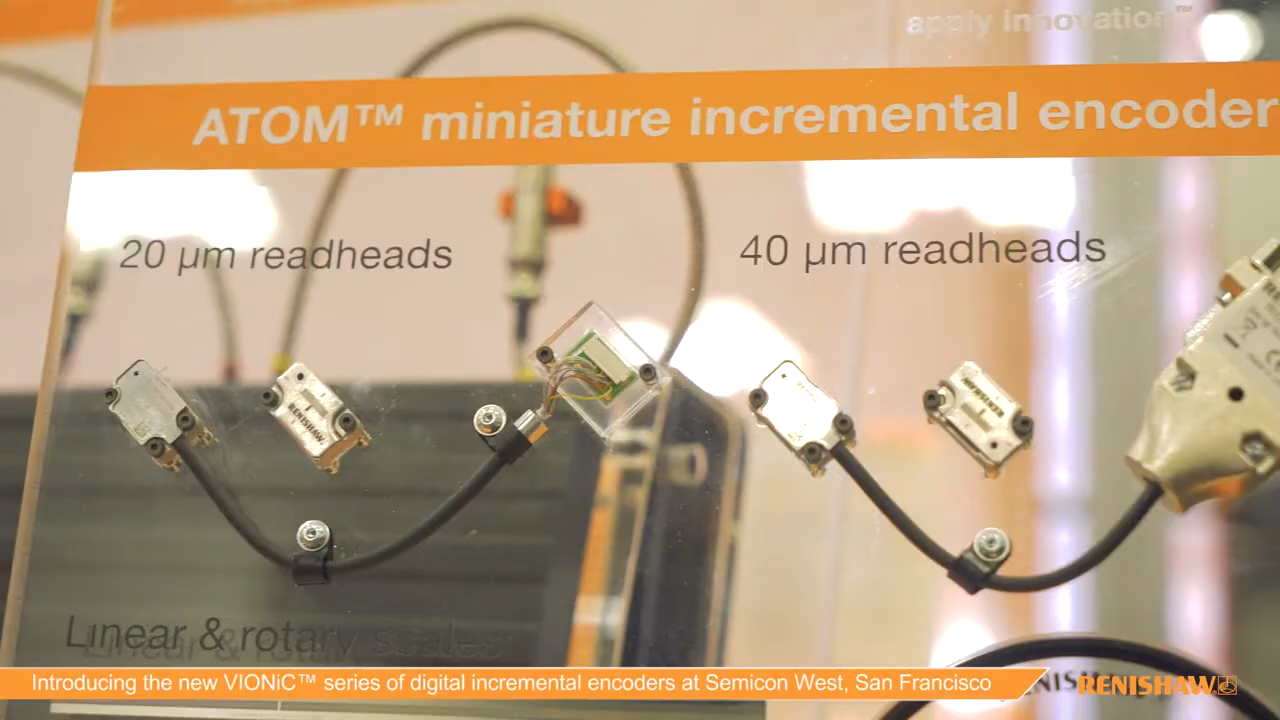 apply innovation™
ATOM™ miniature incremental encoder
20 µm readheads
40 µm readheads
RENISHAW
Linear & rotary scales
Introducing the new VIONiC™ series of digital incremental encoders at Semicon West, San Francisco
RENISHAW